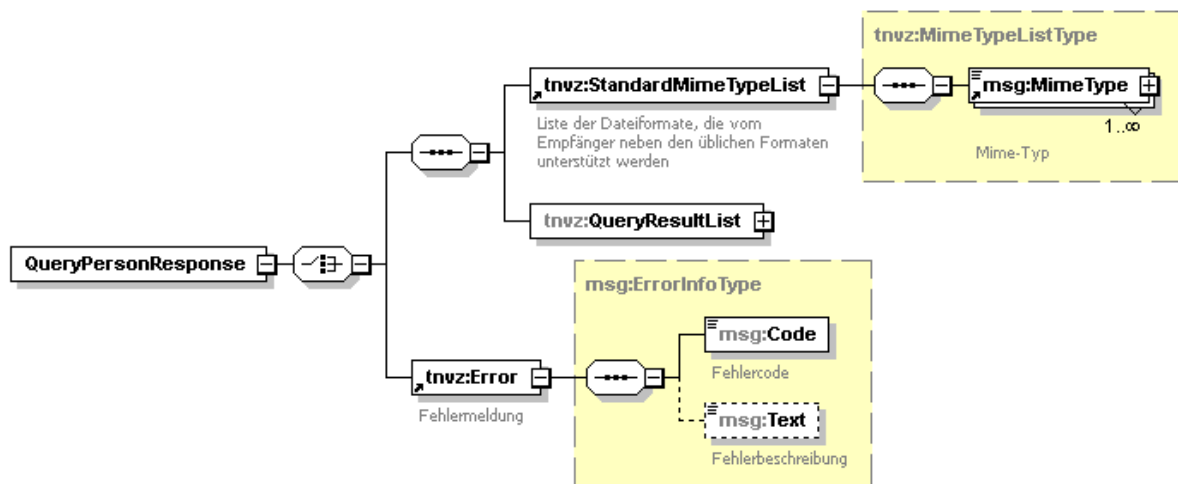 tnvz:MimeTypeListType
tnvz:StandardMimeTypeList
msg:MimeType
1..∞
Liste der Dateiformate, die vom
Empfänger neben den üblichen Formaten
unterstützt werden
Mime-Typ
tnvz:QueryResultList
QueryPersonResponse
msg:ErrorInfoType
msg:Code
Fehlercode
tnvz:Error
Fehlermeldung
msg:Text
Fehlerbeschreibung